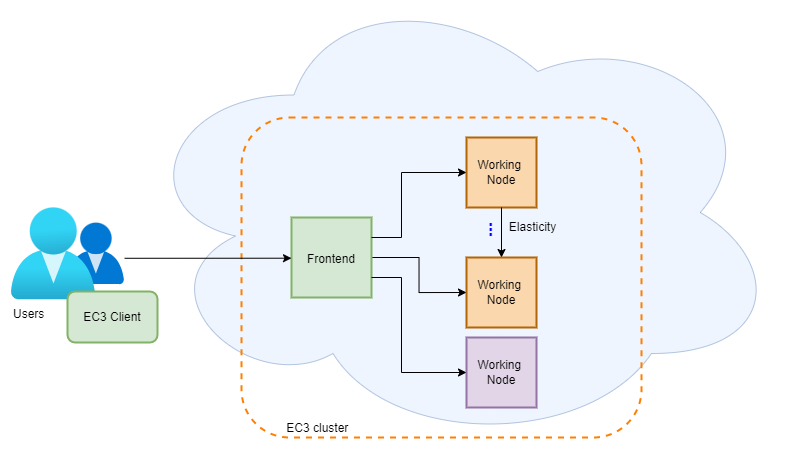 Working
Node
Elasticity
Frontend
Working
Node
Users
EC3 Client
Working
Node
EC3 cluster